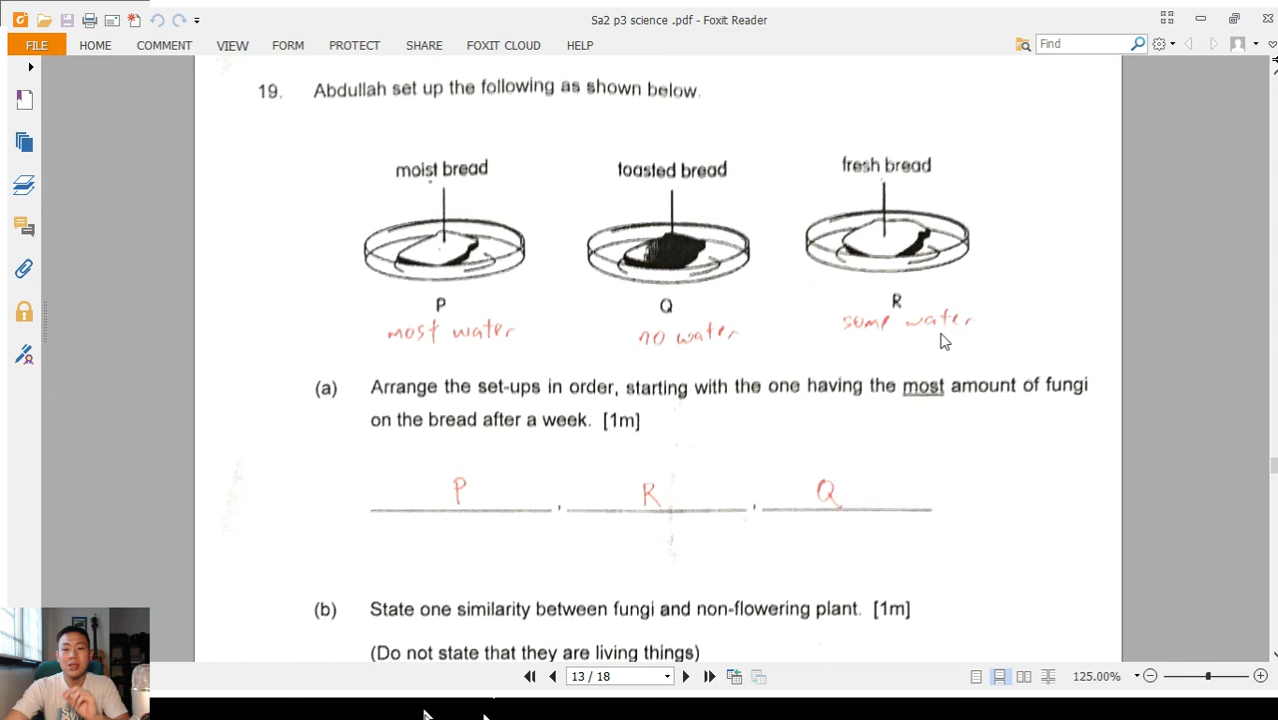 Sa2 p3 science .pdf - Foxit Reader
FILE HOME COMMENT VIEW FORM PROTECT SHARE FOXIT CLOUD HELP Find
19. Abdullah set up the following as shown below.
moist bread toasted bread fresh bread
P Q R
most water no water some water
(a) Arrange the set-ups in order, starting with the one having the most amount of fungi
on the bread after a week. [1m]
P , R , Q
(b) State one similarity between fungi and non-flowering plant. [1m]
(Do not state that they are living things)
13 / 18 125.00%